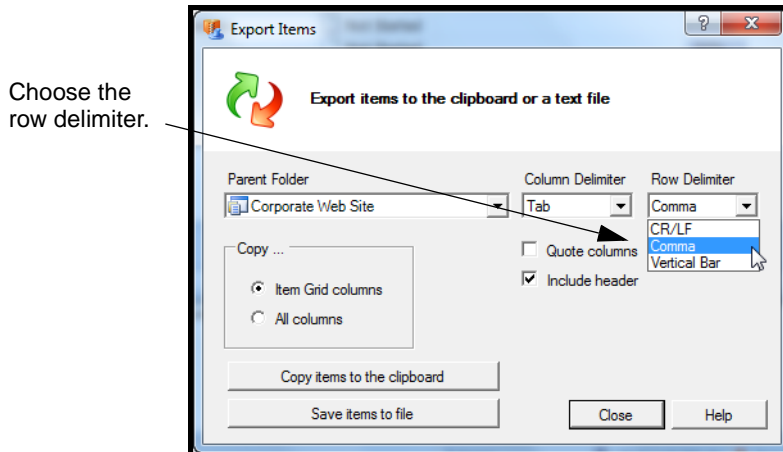 Export Items
Choose the
row delimiter.
Export items to the clipboard or a text file
Parent Folder
Column Delimiter
Row Delimiter
Corporate Web Site
Tab
Comma
CR/LF
Comma
Vertical Bar
Copy ...
Quote columns
Item Grid columns
Include header
All columns
Copy items to the clipboard
Save items to file
Close
Help